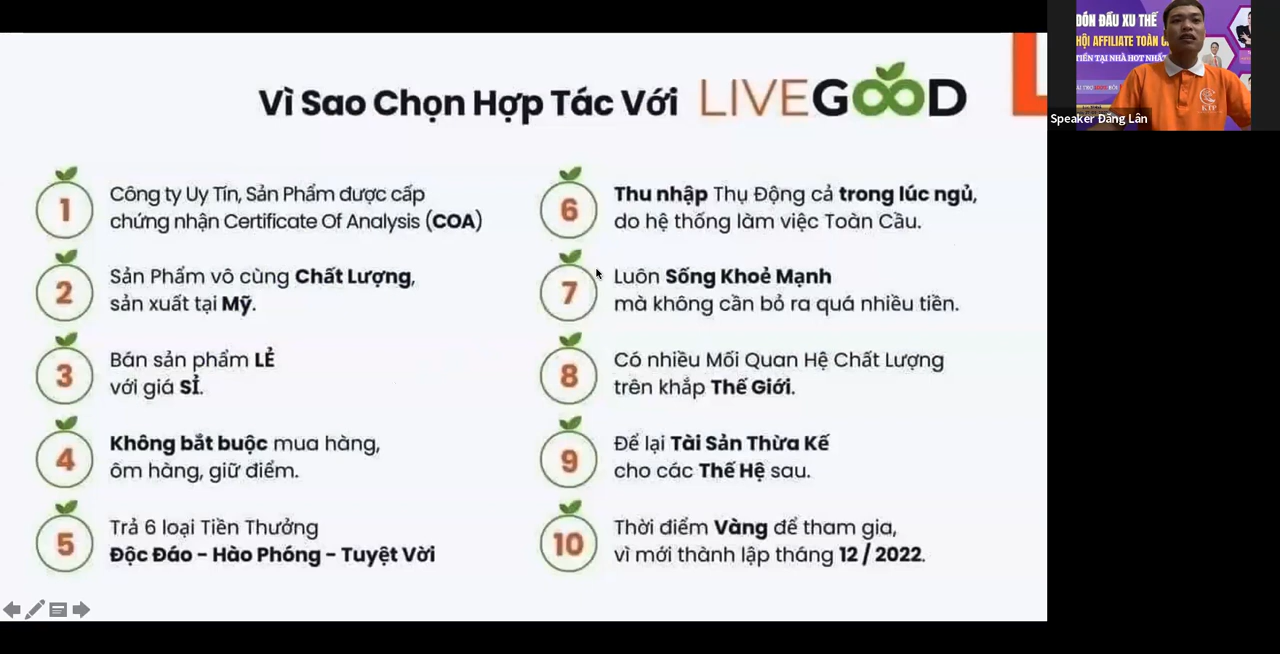 Vì Sao Chọn Hợp Tác Với LIVEGOOD
1
Công ty Uy Tín, Sản Phẩm được cấp
chứng nhận Certificate Of Analysis (COA)
2
Sản Phẩm vô cùng Chất Lượng,
sản xuất tại Mỹ.
3
Bán sản phẩm LẺ
với giá SỈ.
4
Không bắt buộc mua hàng,
ôm hàng, giữ điểm.
5
Trả 6 loại Tiền Thưởng
Độc Đáo - Hào Phóng - Tuyệt Vời
6
Thu nhập Thụ Động cả trong lúc ngủ,
do hệ thống làm việc Toàn Cầu.
7
Luôn Sống Khoẻ Mạnh
mà không cần bỏ ra quá nhiều tiền.
8
Có nhiều Mối Quan Hệ Chất Lượng
trên khắp Thế Giới.
9
Để lại Tài Sản Thừa Kế
cho các Thế Hệ sau.
10
Thời điểm Vàng để tham gia,
vì mới thành lập tháng 12 / 2022.
L
ĐÓN ĐẦU XU THẾ
HỘI AFFILIATE TOÀN
TIỀN TẠI NHÀ HOT NHẤT
KTP
Speaker Đăng Lân